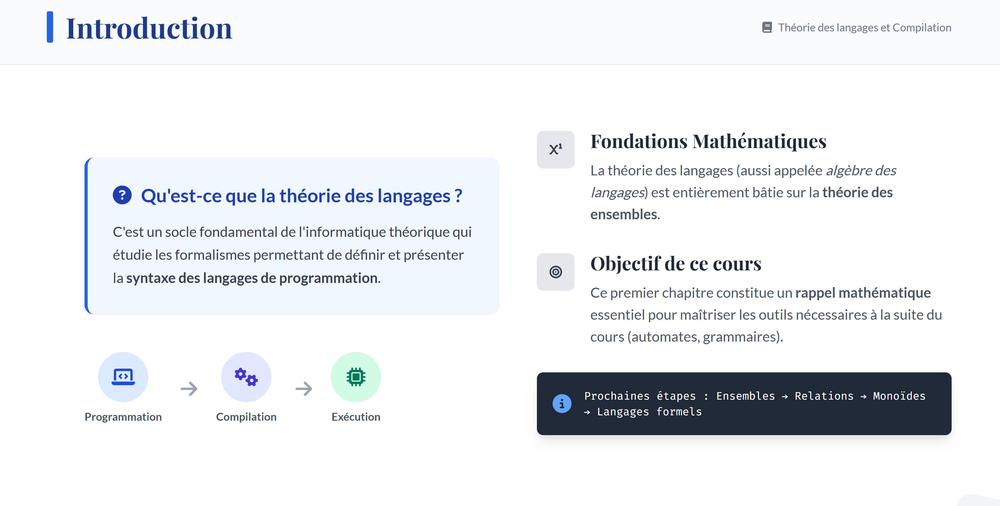 Introduction
Théorie des langages et Compilation
Qu'est-ce que la théorie des langages ?
C'est un socle fondamental de l'informatique théorique qui
étudie les formalismes permettant de définir et présenter
la syntaxe des langages de programmation.
Programmation
Compilation
Exécution
Fondations Mathématiques
La théorie des langages (aussi appelée algèbre des
langages) est entièrement bâtie sur la théorie des
ensembles.
Objectif de ce cours
Ce premier chapitre constitue un rappel mathématique
essentiel pour maîtriser les outils nécessaires à la suite du
cours (automates, grammaires).
Prochaines étapes : Ensembles → Relations → Monoïdes
→ Langages formels